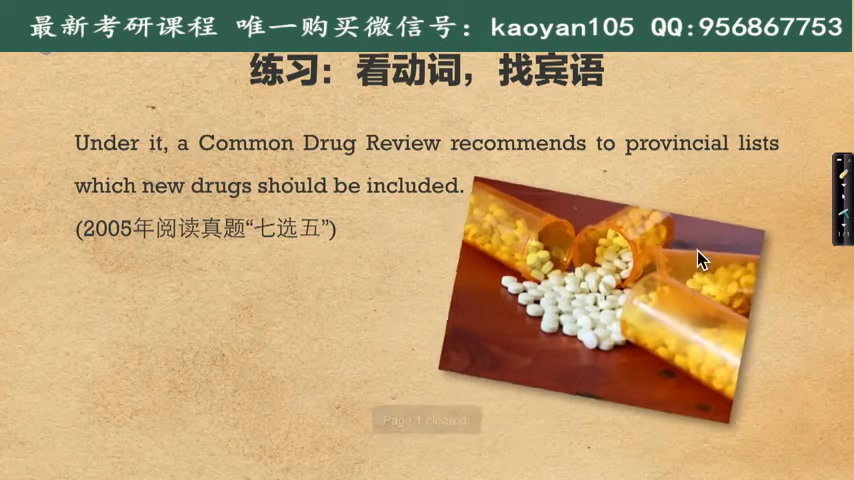 最新考研课程 唯一购买微信号：kaoyan105 QQ:956867753
练习：看动词，找宾语
Under it, a Common Drug Review recommends to provincial lists
which new drugs should be included.
(2005年阅读真题“七选五”)
1/1